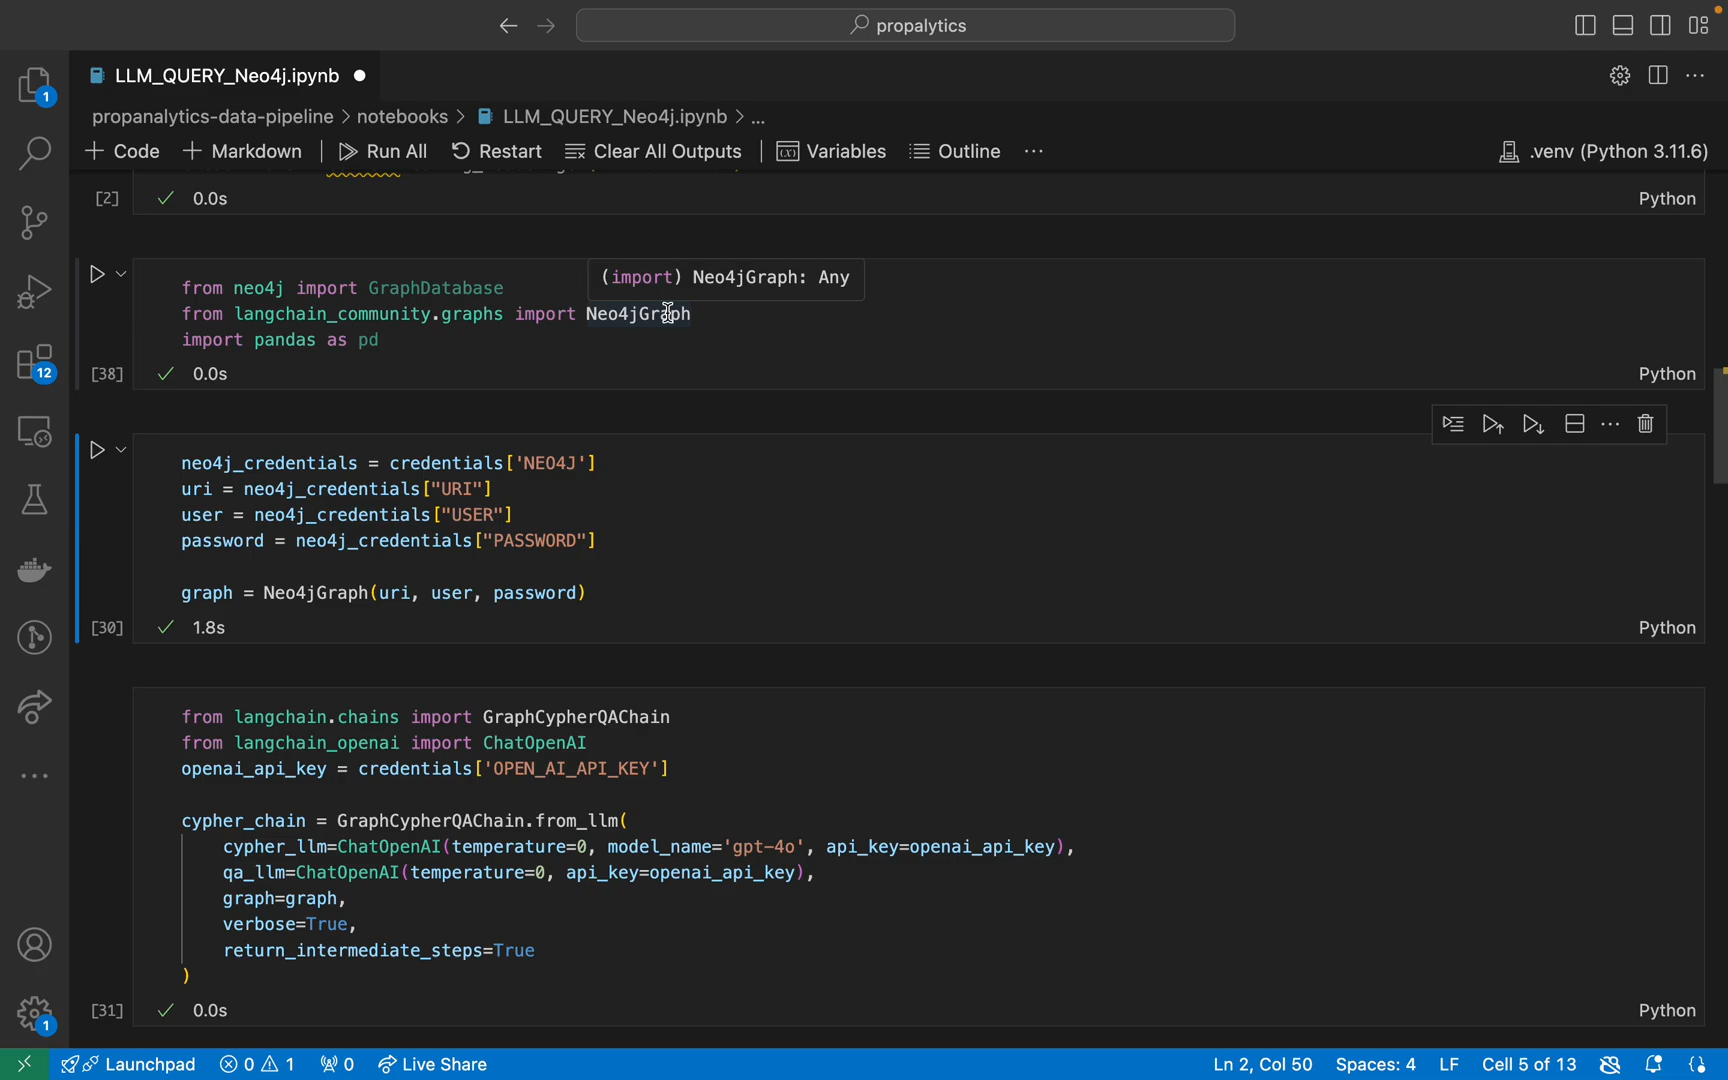 propalytics
LLM_QUERY_Neo4j.ipynb
propanalytics-data-pipeline > notebooks > LLM_QUERY_Neo4j.ipynb > ...
+ Code + Markdown Run All Restart Clear All Outputs Variables Outline ... .venv (Python 3.11.6)
[2] 0.0s Python
(import) Neo4jGraph: Any
from neo4j import GraphDatabase
from langchain_community.graphs import Neo4jGraph
import pandas as pd
[38] 0.0s Python
neo4j_credentials = credentials['NEO4J']
uri = neo4j_credentials["URI"]
user = neo4j_credentials["USER"]
password = neo4j_credentials["PASSWORD"]
graph = Neo4jGraph(uri, user, password)
[30] 1.8s Python
from langchain.chains import GraphCypherQAChain
from langchain_openai import ChatOpenAI
openai_api_key = credentials['OPEN_AI_API_KEY']
cypher_chain = GraphCypherQAChain.from_llm(
cypher_llm=ChatOpenAI(temperature=0, model_name='gpt-4o', api_key=openai_api_key),
qa_llm=ChatOpenAI(temperature=0, api_key=openai_api_key),
graph=graph,
verbose=True,
return_intermediate_steps=True
)
[31] 0.0s Python
1
12
1
Launchpad 0 1 0 Live Share Ln 2, Col 50 Spaces: 4 LF Cell 5 of 13